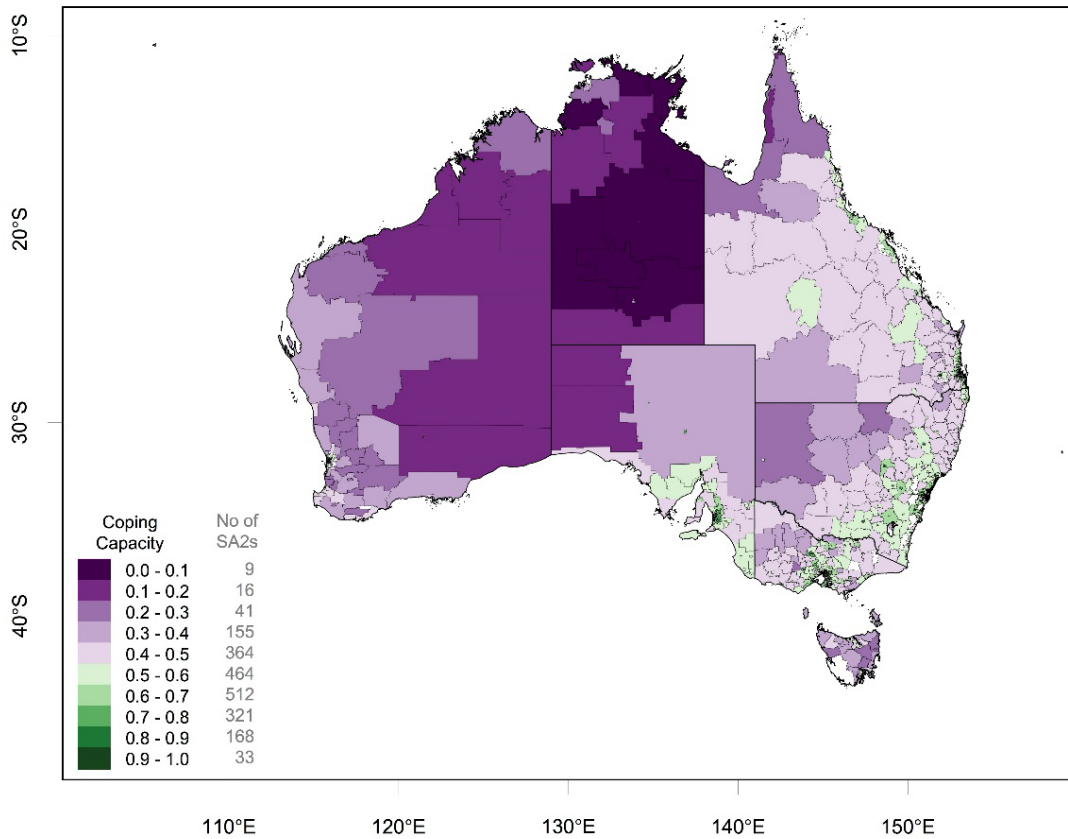 10°S
20°S
30°S
40°S
Coping Capacity
No of SA2s
0.0 - 0.1 9
0.1 - 0.2 16
0.2 - 0.3 41
0.3 - 0.4 155
0.4 - 0.5 364
0.5 - 0.6 464
0.6 - 0.7 512
0.7 - 0.8 321
0.8 - 0.9 168
0.9 - 1.0 33
110°E 120°E 130°E 140°E 150°E